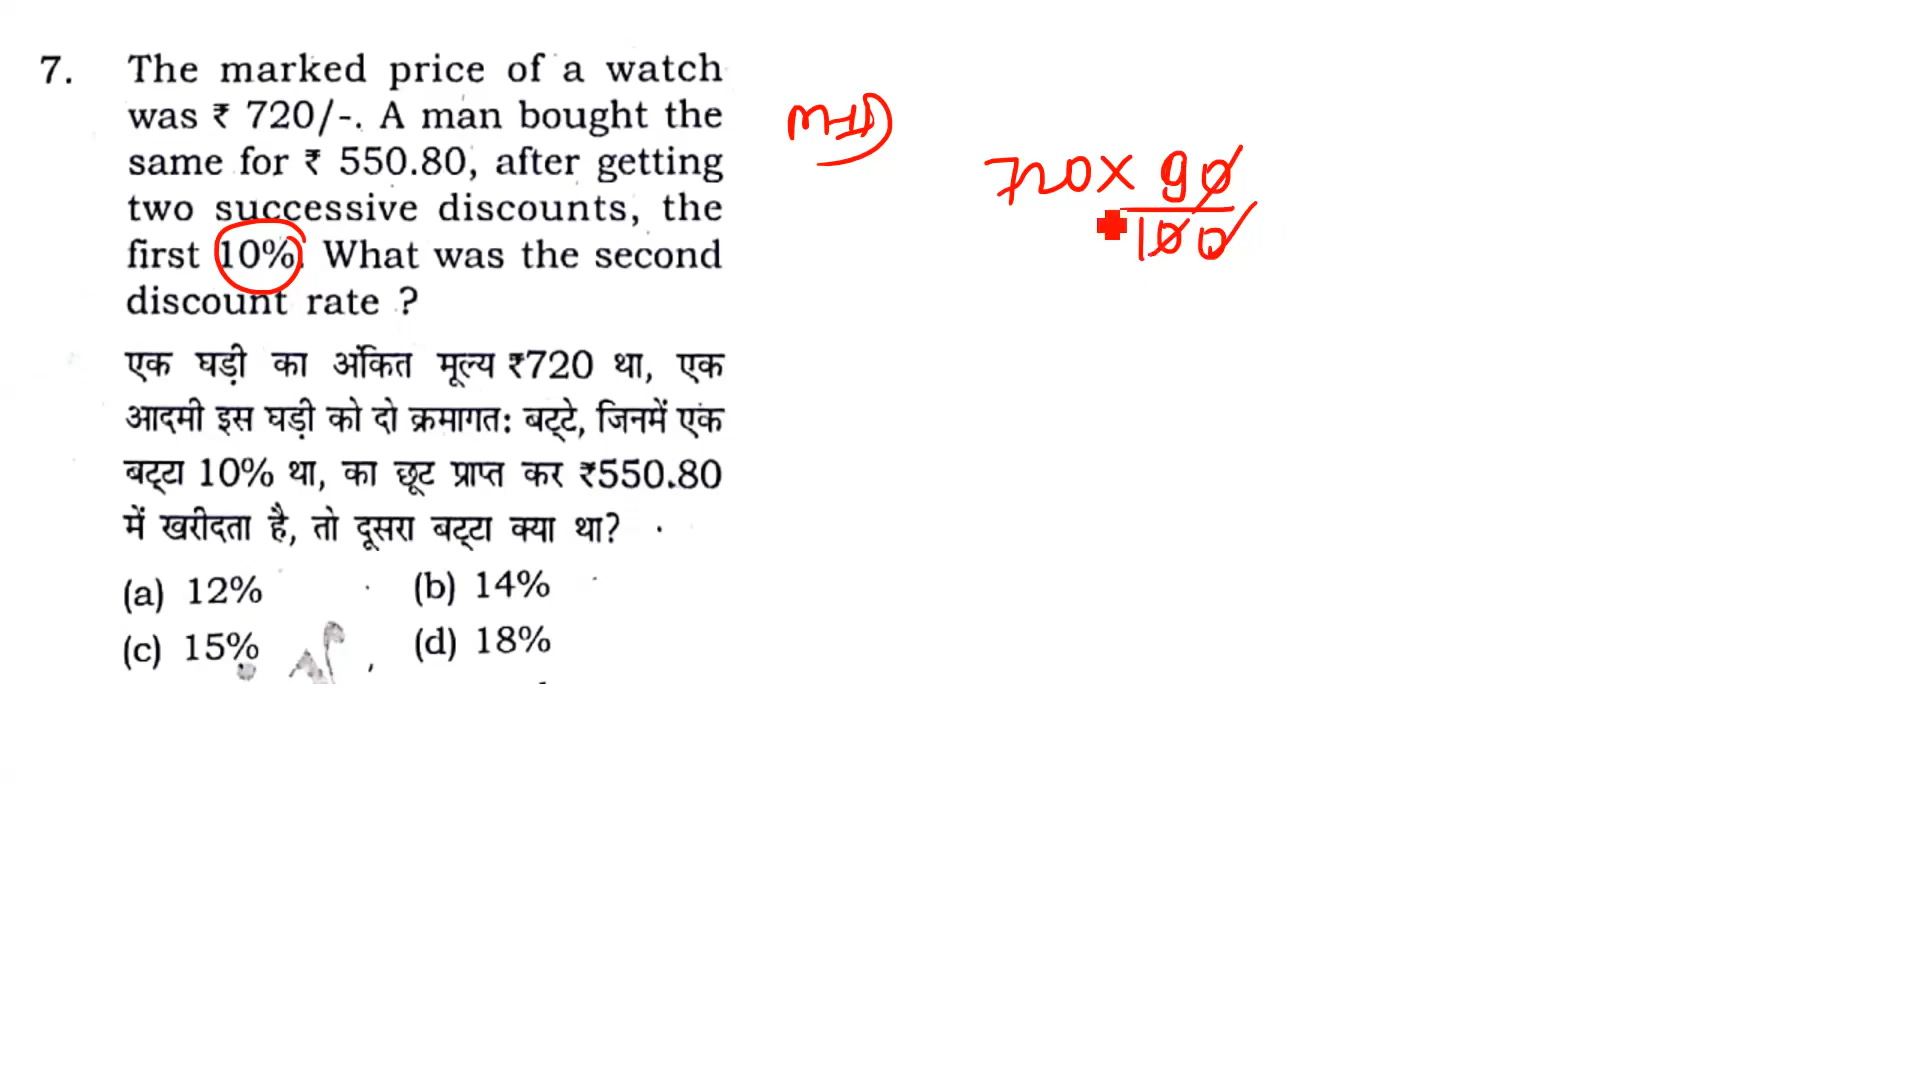 7. The marked price of a watch
was ₹ 720/-. A man bought the
same for ₹ 550.80, after getting
two successive discounts, the
first 10%. What was the second
discount rate ?
एक घड़ी का अंकित मूल्य ₹720 था, एक
आदमी इस घड़ी को दो क्रमागत: बट्टे, जिनमें एक
बट्टा 10% था, का छूट प्राप्त कर ₹550.80
में खरीदता है, तो दूसरा बट्टा क्या था?
(a) 12% (b) 14%
(c) 15% (d) 18%
720 × 90
100